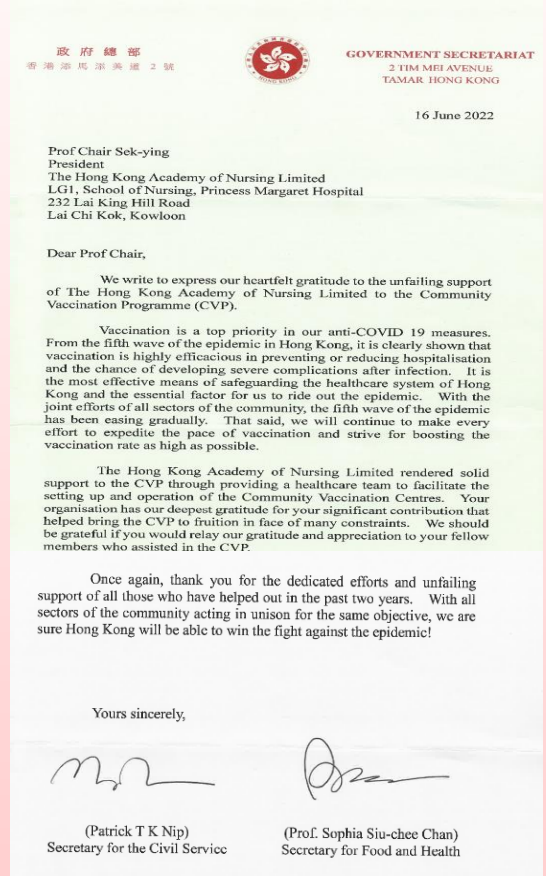 政府總部
香港添馬添美道 2 號
HONG KONG
GOVERNMENT SECRETARIAT
2 TIM MEI AVENUE
TAMAR HONG KONG
16 June 2022
Prof Chair Sek-ying
President
The Hong Kong Academy of Nursing Limited
LG1, School of Nursing, Princess Margaret Hospital
232 Lai King Hill Road
Lai Chi Kok, Kowloon
Dear Prof Chair,
We write to express our heartfelt gratitude to the unfailing support
of The Hong Kong Academy of Nursing Limited to the Community
Vaccination Programme (CVP).
Vaccination is a top priority in our anti-COVID 19 measures.
From the fifth wave of the epidemic in Hong Kong, it is clearly shown that
vaccination is highly efficacious in preventing or reducing hospitalisation
and the chance of developing severe complications after infection. It is
the most effective means of safeguarding the healthcare system of Hong
Kong and the essential factor for us to ride out the epidemic. With the
joint efforts of all sectors of the community, the fifth wave of the epidemic
has been easing gradually. That said, we will continue to make every
effort to expedite the pace of vaccination and strive for boosting the
vaccination rate as high as possible.
The Hong Kong Academy of Nursing Limited rendered solid
support to the CVP through providing a healthcare team to facilitate the
setting up and operation of the Community Vaccination Centres. Your
organisation has our deepest gratitude for your significant contribution that
helped bring the CVP to fruition in face of many constraints. We should
be grateful if you would relay our gratitude and appreciation to your fellow
members who assisted in the CVP.
Once again, thank you for the dedicated efforts and unfailing
support of all those who have helped out in the past two years. With all
sectors of the community acting in unison for the same objective, we are
sure Hong Kong will be able to win the fight against the epidemic!
Yours sincerely,
(Patrick T K Nip)
Secretary for the Civil Service
(Prof. Sophia Siu-chee Chan)
Secretary for Food and Health